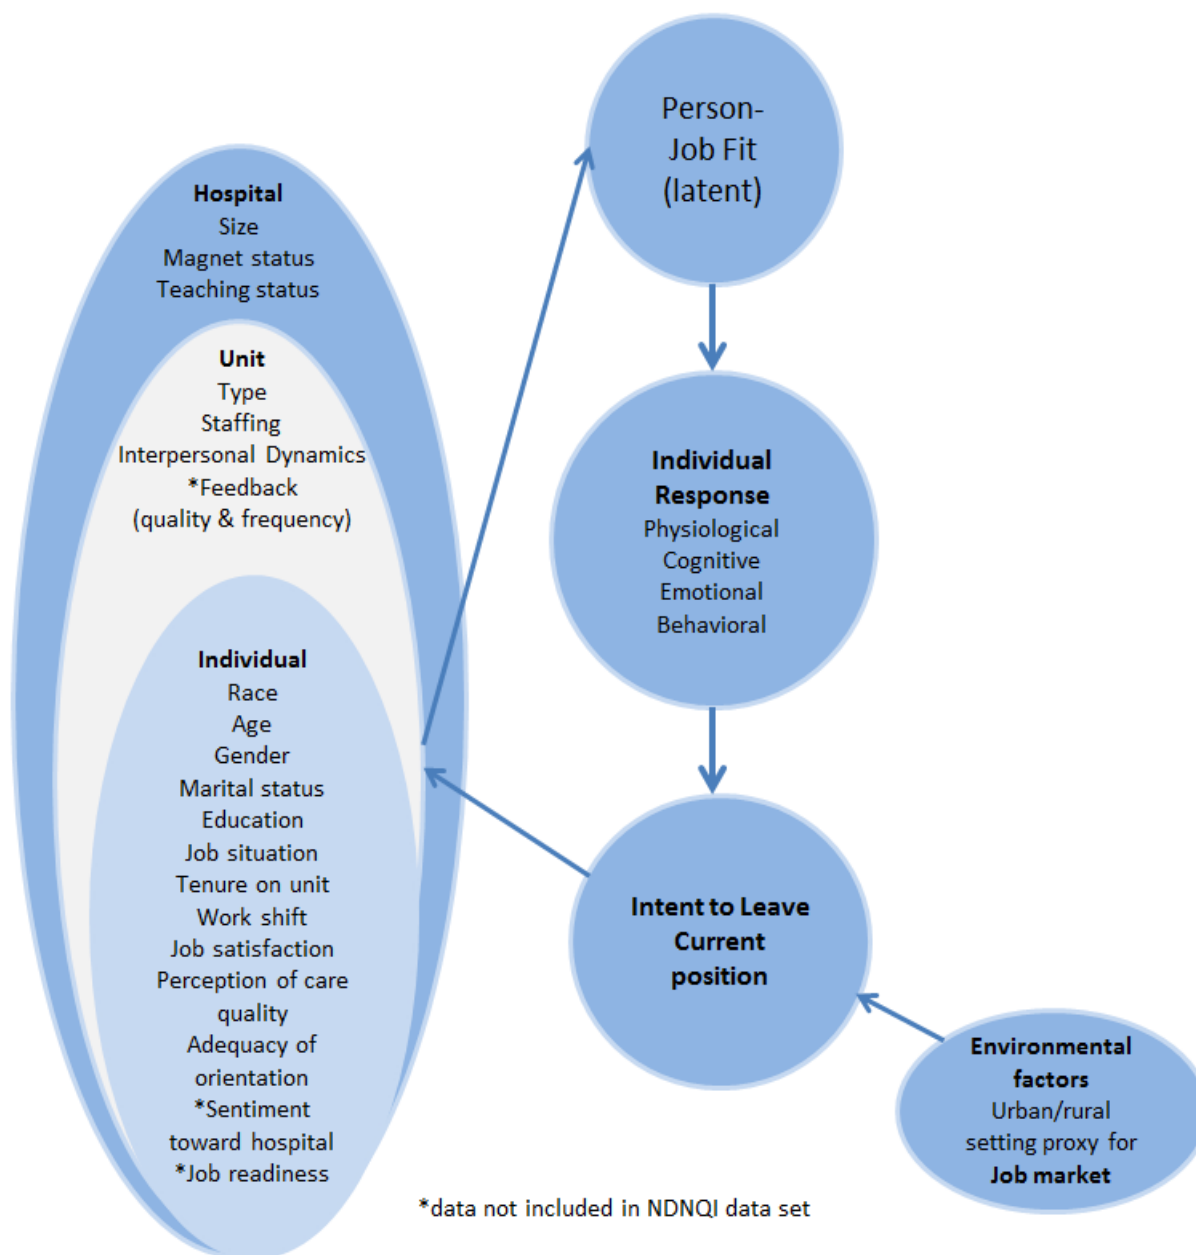 Hospital
Size
Magnet status
Teaching status
Unit
Type
Staffing
Interpersonal Dynamics
*Feedback
(quality & frequency)
Individual
Race
Age
Gender
Marital status
Education
Job situation
Tenure on unit
Work shift
Job satisfaction
Perception of care
quality
Adequacy of
orientation
*Sentiment
toward hospital
*Job readiness
Person-
Job Fit
(latent)
Individual
Response
Physiological
Cognitive
Emotional
Behavioral
Intent to Leave
Current
position
Environmental
factors
Urban/rural
setting proxy for
Job market
*data not included in NDNQI data set